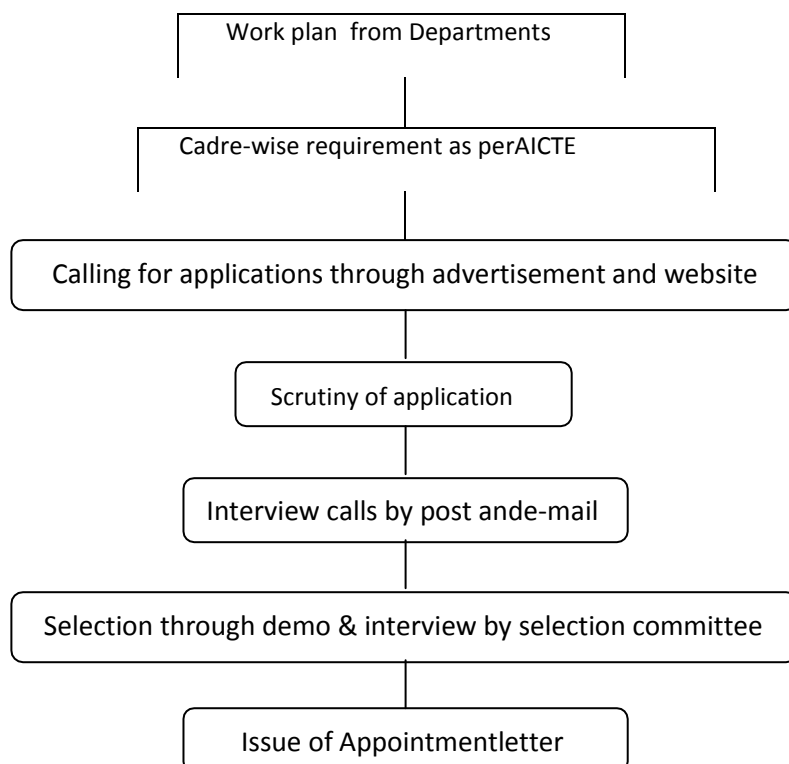 Work plan from Departments
Cadre-wise requirement as perAICTE
Calling for applications through advertisement and website
Scrutiny of application
Interview calls by post ande-mail
Selection through demo & interview by selection committee
Issue of Appointmentletter